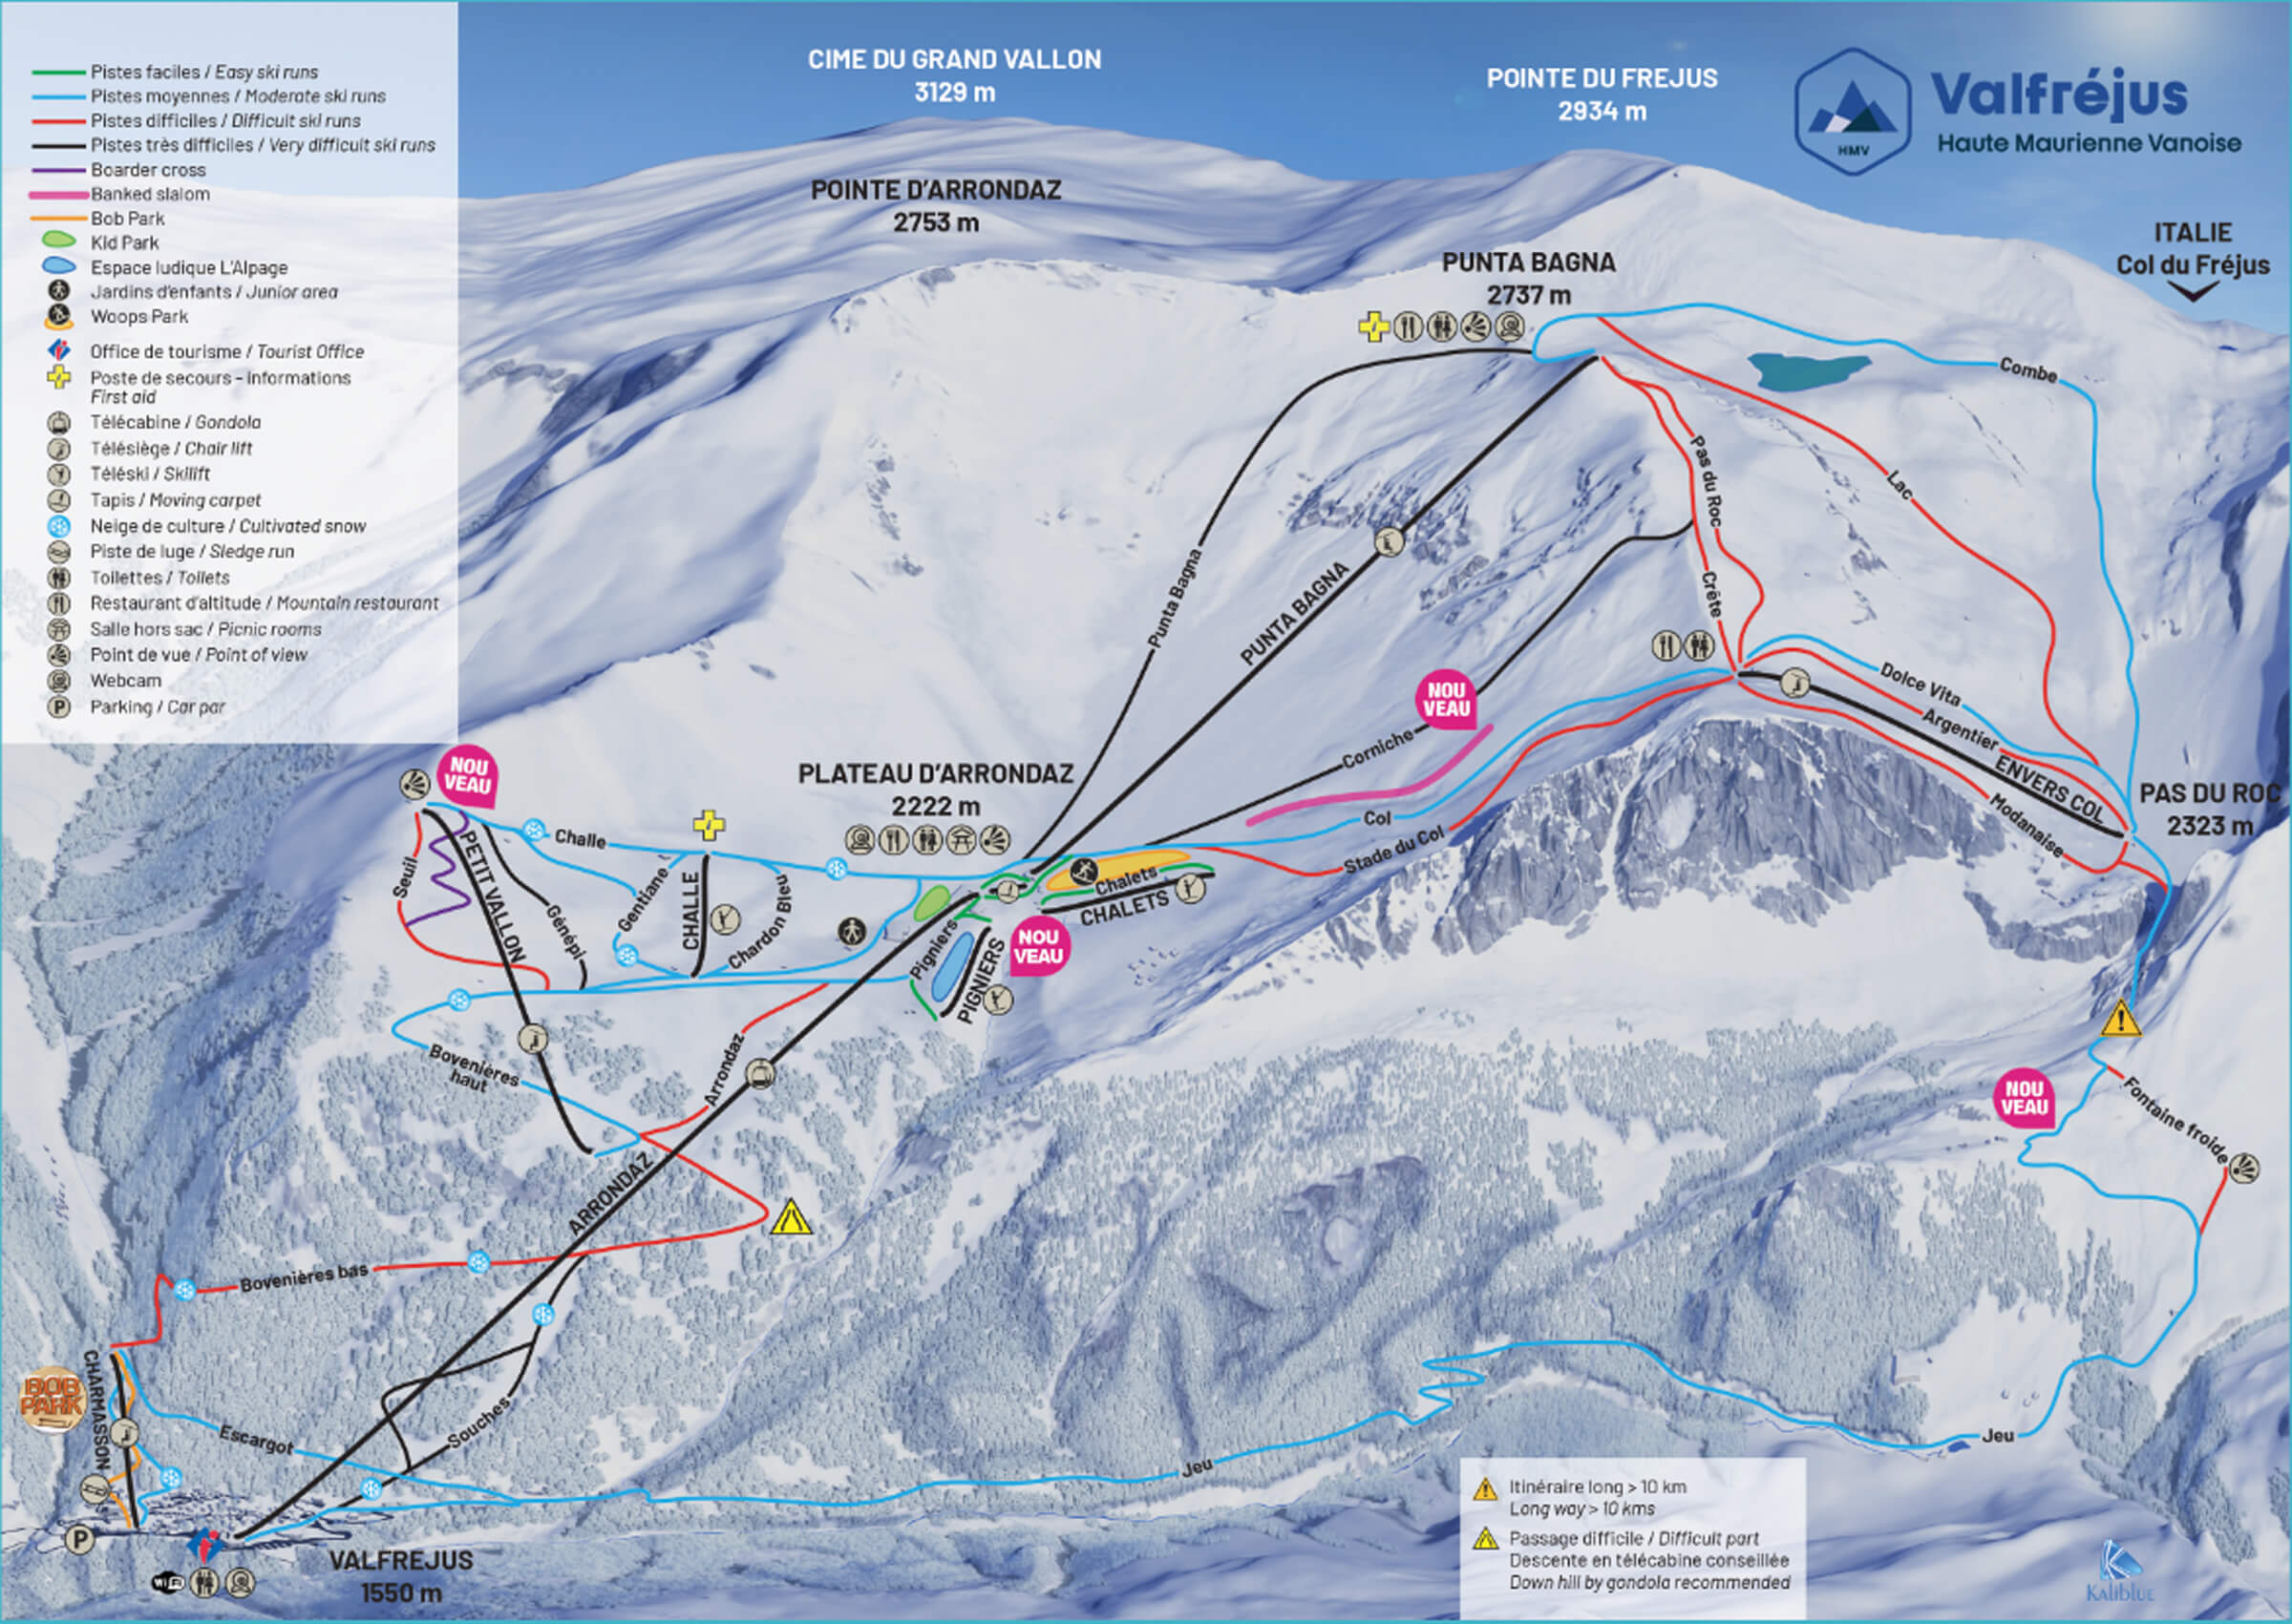 Pistes faciles / Easy ski runs
Pistes moyennes / Moderate ski runs
Pistes difficiles / Difficult ski runs
Pistes très difficiles / Very difficult ski runs
Boarder cross
Banked slalom
Bob Park
Kid Park
Espace ludique L'Alpage
Jardins d'enfants / Junior area
Woops Park
Office de tourisme / Tourist Office
Poste de secours - Informations
First aid
Télécabine / Gondola
Télésiège / Chair lift
Téléski / Skilift
Tapis / Moving carpet
Neige de culture / Cultivated snow
Piste de luge / Sledge run
Toilettes / Toilets
Restaurant d'altitude / Mountain restaurant
Salle hors sac / Picnic rooms
Point de vue / Point of view
Webcam
P
Parking / Car par
CIME DU GRAND VALLON
3129 m
POINTE DU FREJUS
2934 m
HMV
Valfréjus
Haute Maurienne Vanoise
POINTE D'ARRONDAZ
2753 m
ITALIE
Col du Fréjus
PUNTA BAGNA
2737 m
Combe
Lac
Pas du Roc
Crête
Punta Bagna
PUNTA BAGNA
Dolce Vita
Argentier
ENVERS COL
Modanaise
PAS DU ROC
2323 m
NOU
VEAU
Corniche
Col
Stade du Col
PLATEAU D'ARRONDAZ
2222 m
NOU
VEAU
Challe
Seuil
PETIT VALLON
Génépi
Gentiane
CHALLE
Chardon Bleu
Chalets
CHALETS
Pigniers
PIGNIERS
NOU
VEAU
Bovenières
haut
Arrondaz
ARRONDAZ
NOU
VEAU
Fontaine froide
Bovenières bas
CHARMASSON
BOB
PARK
Escargot
Souches
Jeu
Jeu
P
WiFi
VALFREJUS
1550 m
Itinéraire long > 10 km
Long way > 10 kms
Passage difficile / Difficult part
Descente en télécabine conseillée
Down hill by gondola recommended
KALIBLUE